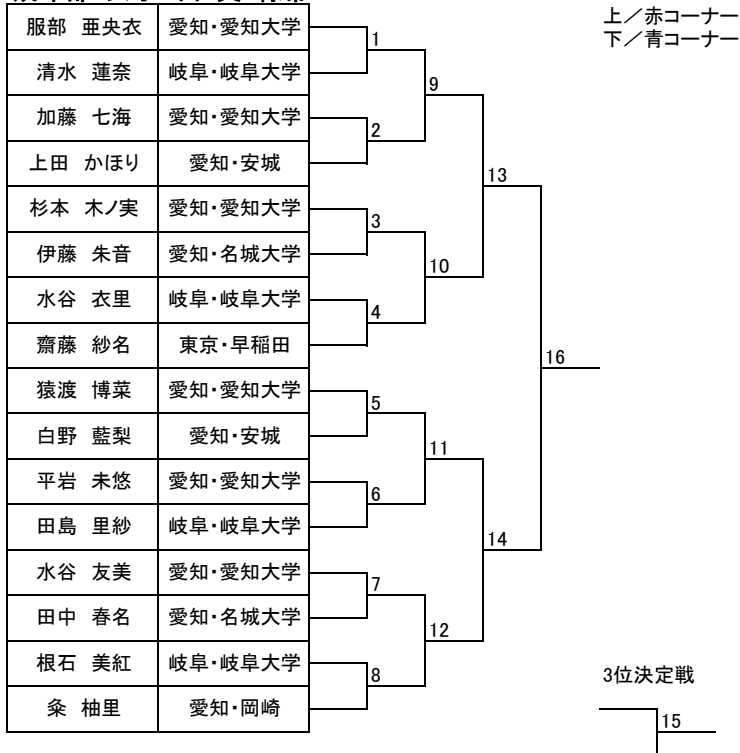 上／赤コーナー
下／青コーナー
服部 亜央衣 愛知・愛知大学
清水 蓮奈 岐阜・岐阜大学
加藤 七海 愛知・愛知大学
上田 かほり 愛知・安城
杉本 木ノ実 愛知・愛知大学
伊藤 朱音 愛知・名城大学
水谷 衣里 岐阜・岐阜大学
齋藤 紗名 東京・早稲田
猿渡 博菜 愛知・愛知大学
白野 藍梨 愛知・安城
平岩 未悠 愛知・愛知大学
田島 里紗 岐阜・岐阜大学
水谷 友美 愛知・愛知大学
田中 春名 愛知・名城大学
根石 美紅 岐阜・岐阜大学
粂 柚里 愛知・岡崎
1
2
3
4
5
6
7
8
9
10
11
12
13
14
16
3位決定戦
15